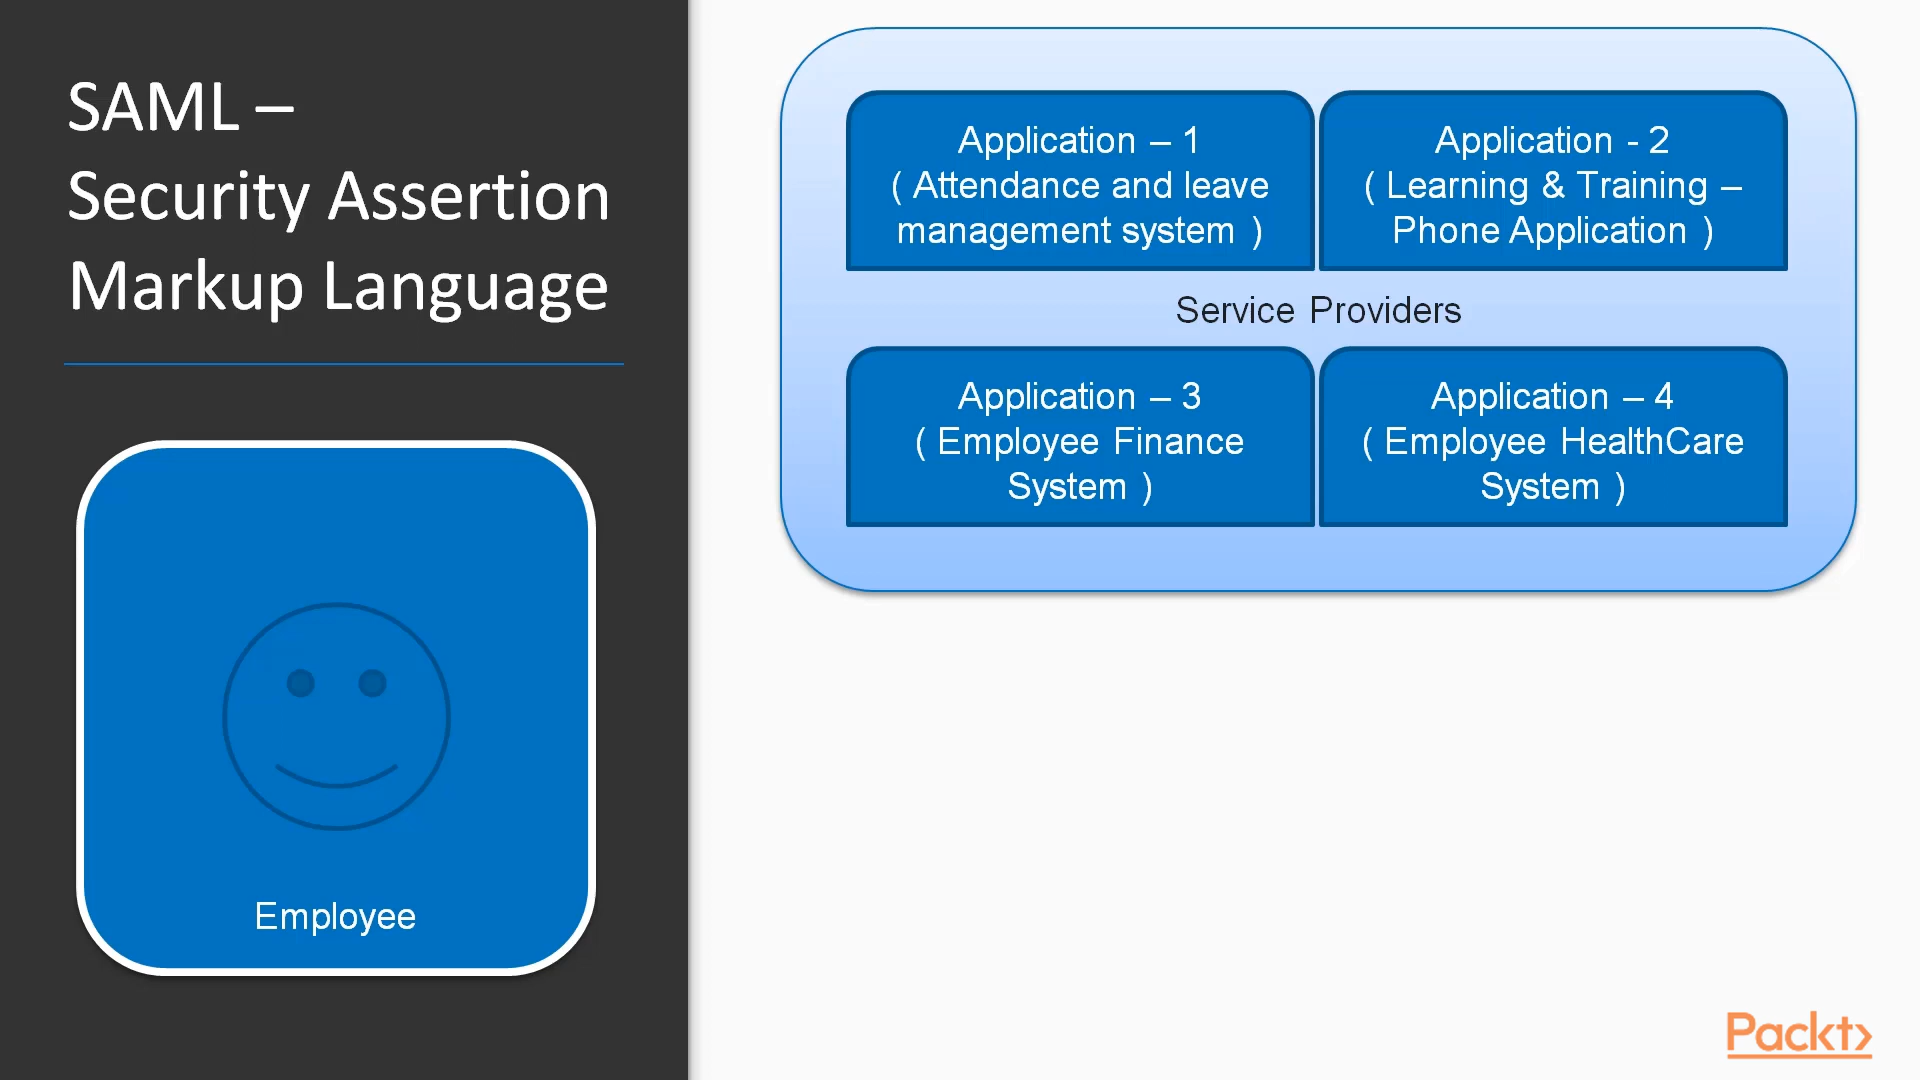 SAML –
Security Assertion
Markup Language
Employee
Application – 1
( Attendance and leave
management system )
Application - 2
( Learning & Training –
Phone Application )
Service Providers
Application – 3
( Employee Finance
System )
Application – 4
( Employee HealthCare
System )
Packt>